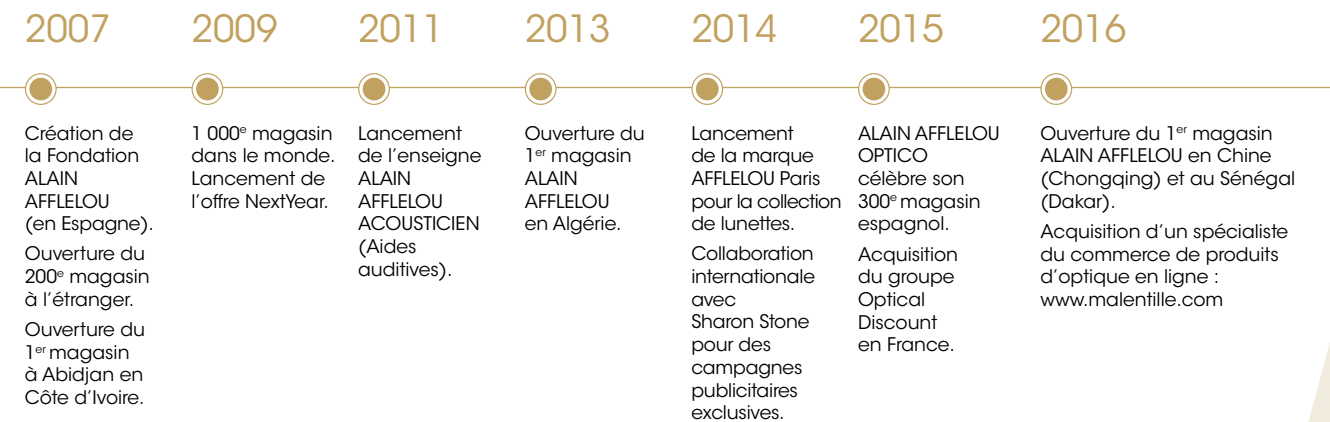 2007
Création de
la Fondation
ALAIN
AFFLELOU
(en Espagne).
Ouverture du
200e magasin
à l’étranger.
Ouverture du
1er magasin
à Abidjan en
Côte d’Ivoire.
2009
1 000e magasin
dans le monde.
Lancement de
l’offre NextYear.
2011
Lancement
de l’enseigne
ALAIN
AFFLELOU
ACOUSTICIEN
(Aides
auditives).
2013
Ouverture du
1er magasin
ALAIN
AFFLELOU
en Algérie.
2014
Lancement
de la marque
AFFLELOU Paris
pour la collection
de lunettes.
Collaboration
internationale
avec
Sharon Stone
pour des
campagnes
publicitaires
exclusives.
2015
ALAIN AFFLELOU
OPTICO
célèbre son
300e magasin
espagnol.
Acquisition
du groupe
Optical
Discount
en France.
2016
Ouverture du 1er magasin
ALAIN AFFLELOU en Chine
(Chongqing) et au Sénégal
(Dakar).
Acquisition d’un spécialiste
du commerce de produits
d’optique en ligne :
www.malentille.com